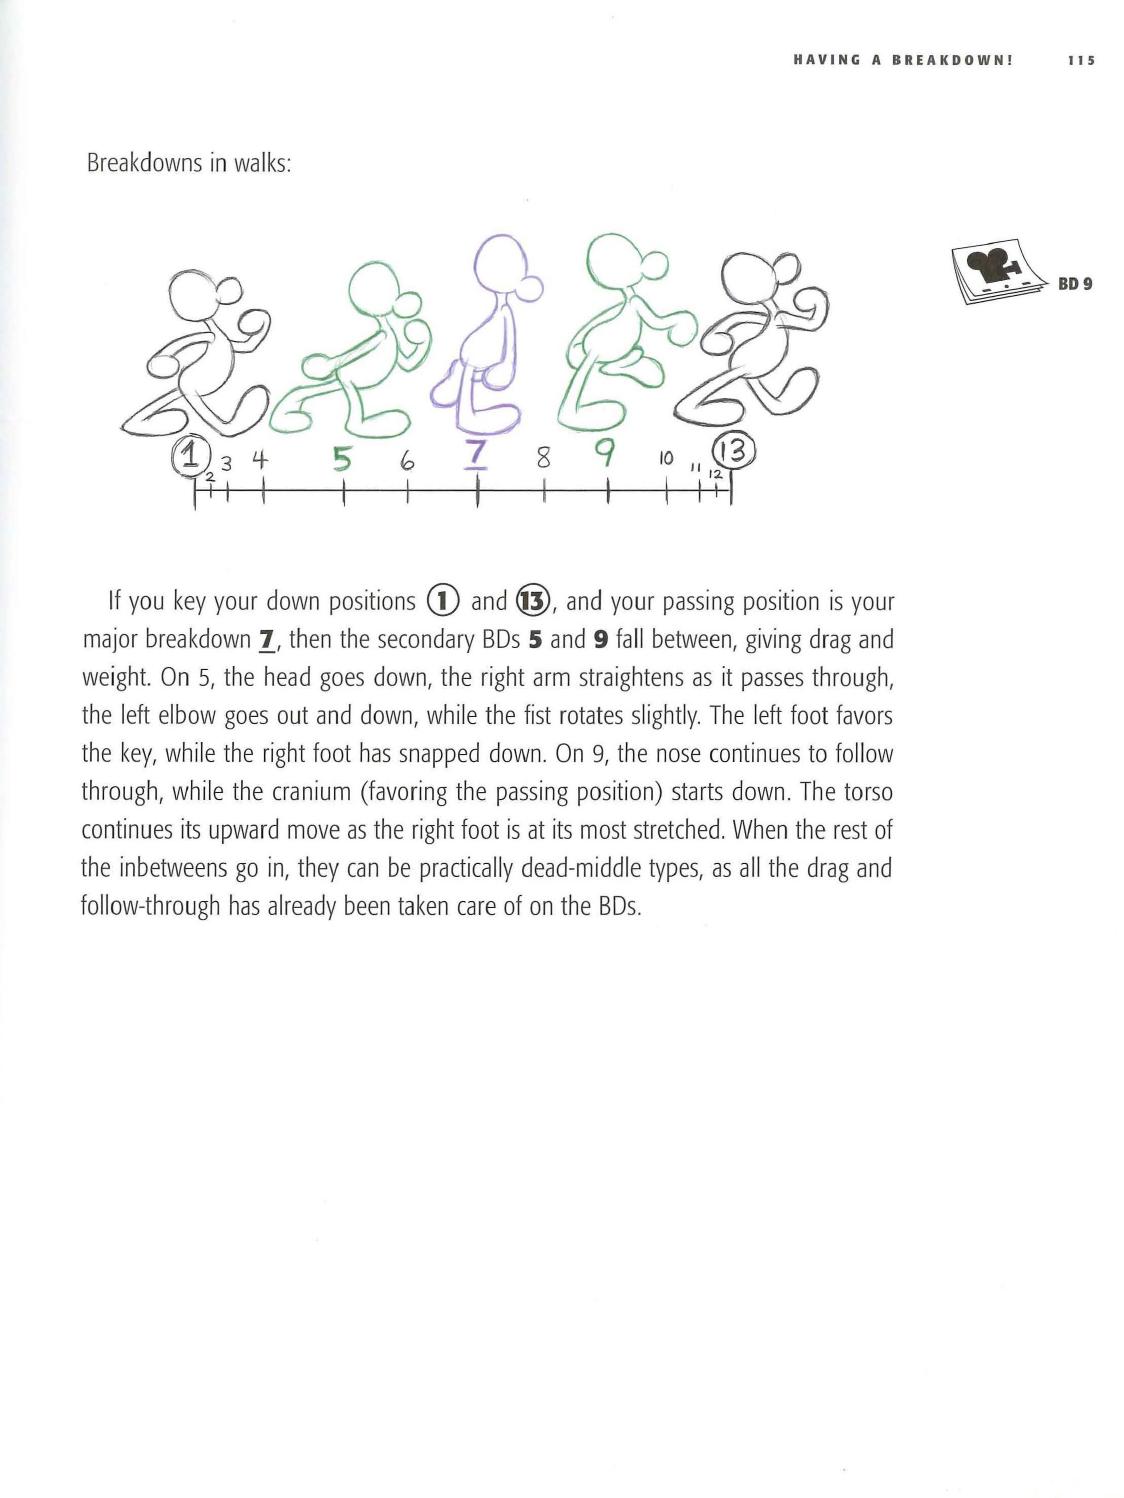 HAVING A BREAKDOWN! 115
Breakdowns in walks:
BD 9
1 2 3 4 5 6 7 8 9 10 11 12 13
If you key your down positions 1 and 13, and your passing position is your
major breakdown 7, then the secondary BDs 5 and 9 fall between, giving drag and
weight. On 5, the head goes down, the right arm straightens as it passes through,
the left elbow goes out and down, while the fist rotates slightly. The left foot favors
the key, while the right foot has snapped down. On 9, the nose continues to follow
through, while the cranium (favoring the passing position) starts down. The torso
continues its upward move as the right foot is at its most stretched. When the rest of
the inbetweens go in, they can be practically dead-middle types, as all the drag and
follow-through has already been taken care of on the BDs.